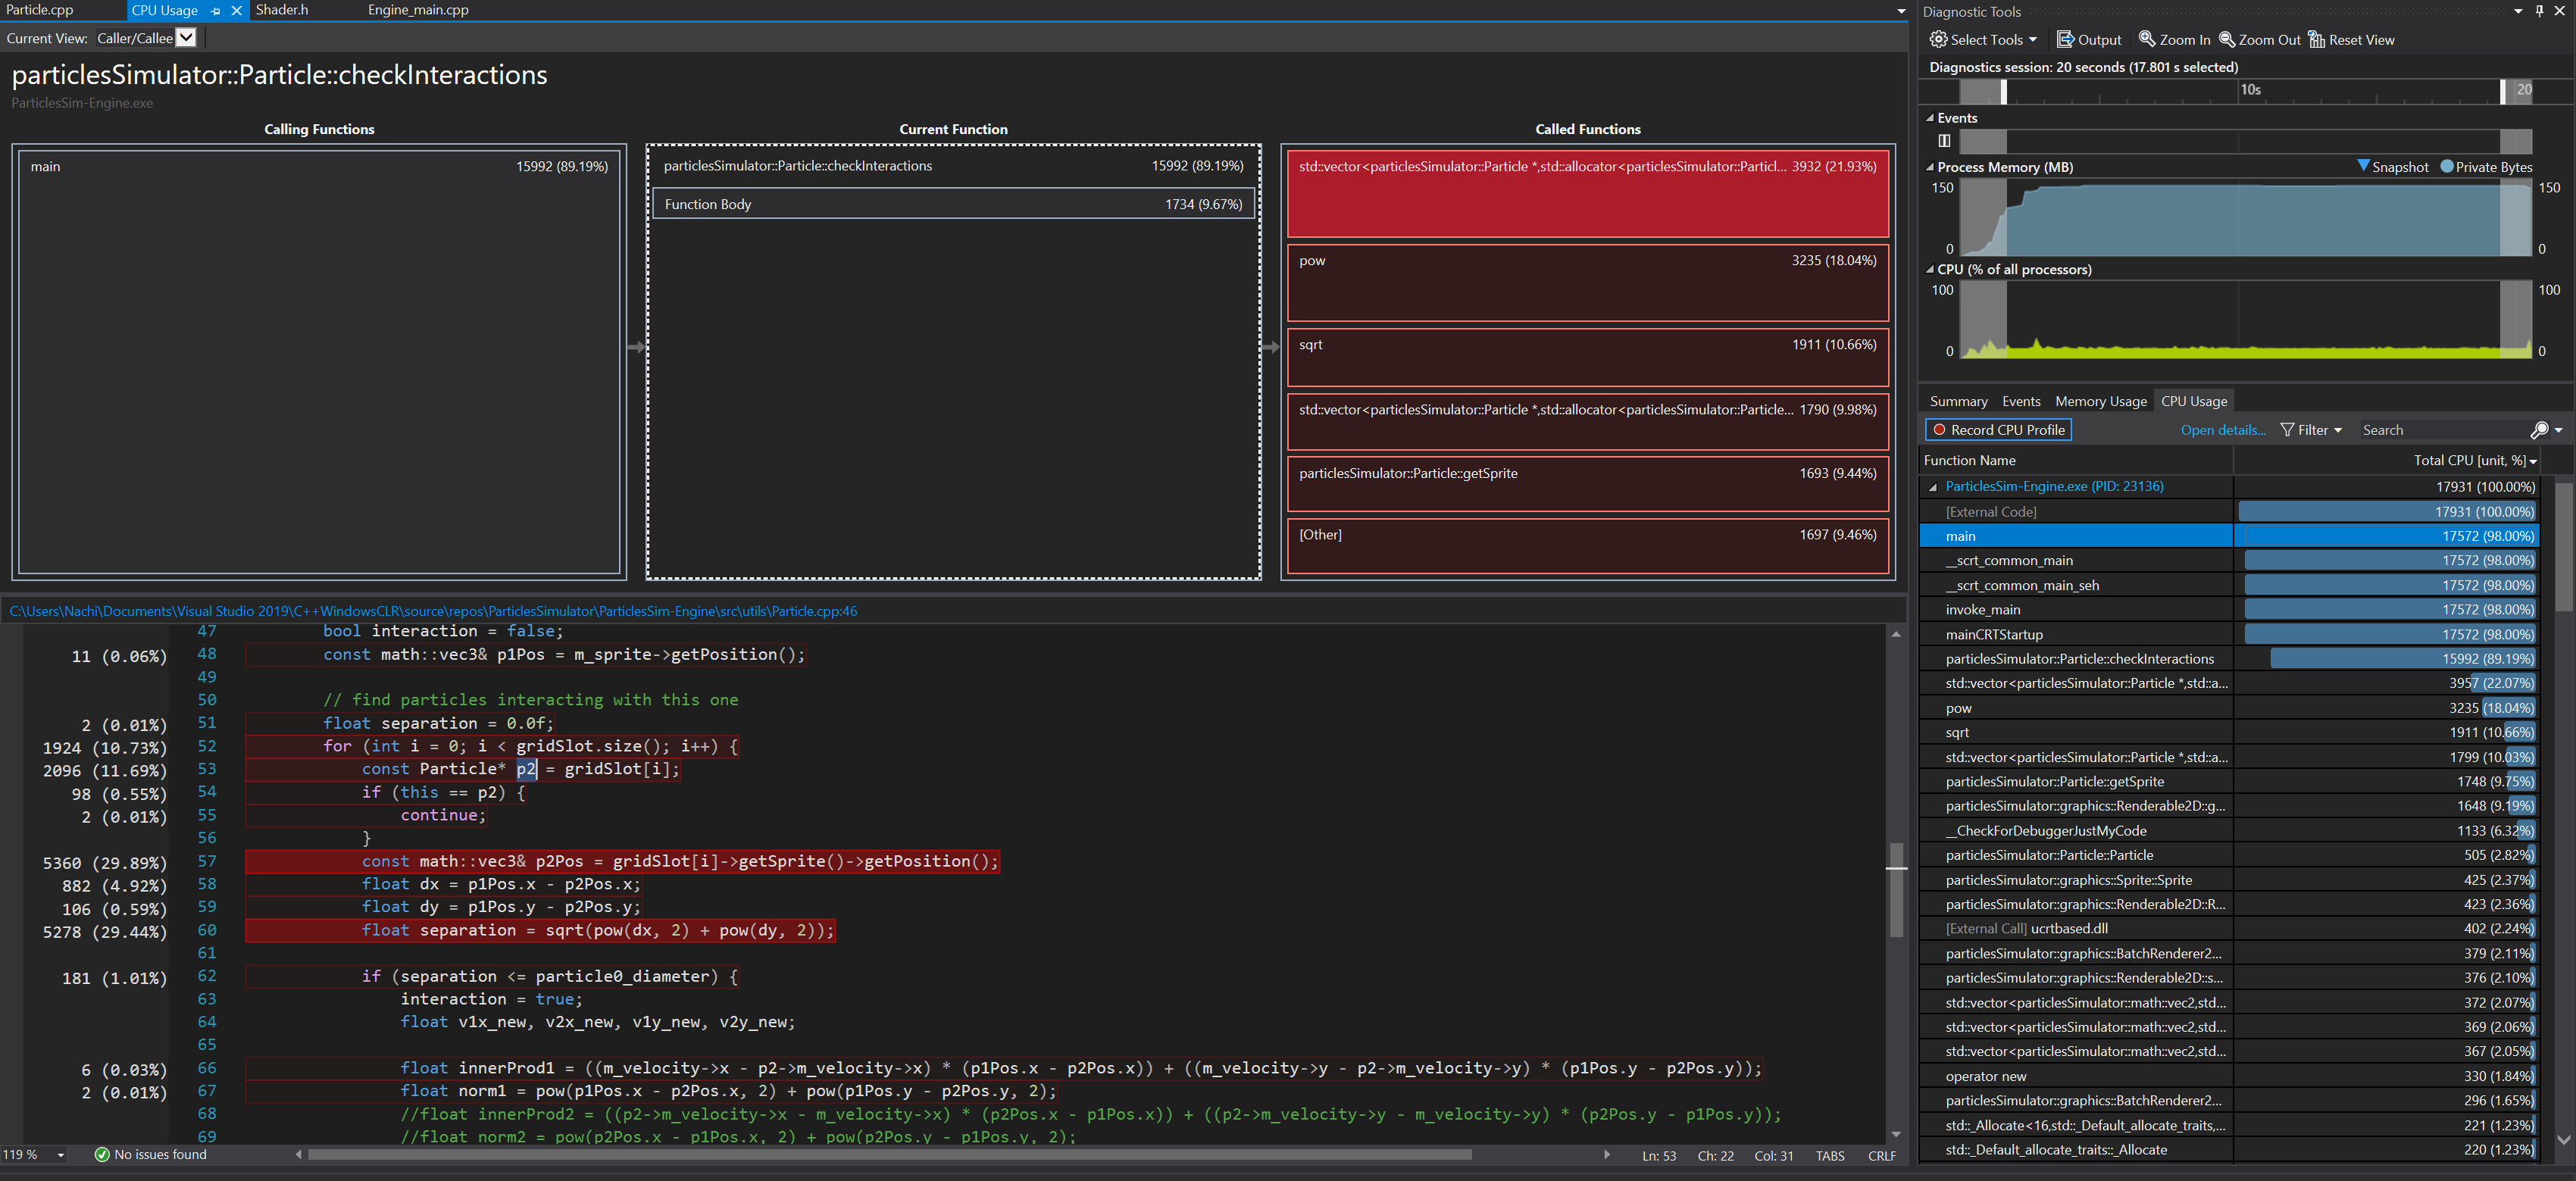 Particle.cpp
CPU Usage
Shader.h
Engine_main.cpp
Current View: Caller/Callee
particlesSimulator::Particle::checkInteractions
ParticlesSim-Engine.exe
Calling Functions
main 15992 (89.19%)
Current Function
particlesSimulator::Particle::checkInteractions 15992 (89.19%)
Function Body 1734 (9.67%)
Called Functions
std::vector<particlesSimulator::Particle *,std::allocator<particlesSimulator::Particl... 3932 (21.93%)
pow 3235 (18.04%)
sqrt 1911 (10.66%)
std::vector<particlesSimulator::Particle *,std::allocator<particlesSimulator::Particle... 1790 (9.98%)
particlesSimulator::Particle::getSprite 1693 (9.44%)
[Other] 1697 (9.46%)
C:\Users\Nachi\Documents\Visual Studio 2019\C++WindowsCLR\source\repos\ParticlesSimulator\ParticlesSim-Engine\src\utils\Particle.cpp:46
47 bool interaction = false;
11 (0.06%) 48 const math::vec3& p1Pos = m_sprite->getPosition();
49
50 // find particles interacting with this one
2 (0.01%) 51 float separation = 0.0f;
1924 (10.73%) 52 for (int i = 0; i < gridSlot.size(); i++) {
2096 (11.69%) 53 const Particle* p2 = gridSlot[i];
98 (0.55%) 54 if (this == p2) {
2 (0.01%) 55 continue;
56 }
5360 (29.89%) 57 const math::vec3& p2Pos = gridSlot[i]->getSprite()->getPosition();
882 (4.92%) 58 float dx = p1Pos.x - p2Pos.x;
106 (0.59%) 59 float dy = p1Pos.y - p2Pos.y;
5278 (29.44%) 60 float separation = sqrt(pow(dx, 2) + pow(dy, 2));
61
181 (1.01%) 62 if (separation <= particle0_diameter) {
63 interaction = true;
64 float v1x_new, v2x_new, v1y_new, v2y_new;
65
6 (0.03%) 66 float innerProd1 = ((m_velocity->x - p2->m_velocity->x) * (p1Pos.x - p2Pos.x)) + ((m_velocity->y - p2->m_velocity->y) * (p1Pos.y - p2Pos.y));
2 (0.01%) 67 float norm1 = pow(p1Pos.x - p2Pos.x, 2) + pow(p1Pos.y - p2Pos.y, 2);
68 //float innerProd2 = ((p2->m_velocity->x - m_velocity->x) * (p2Pos.x - p1Pos.x)) + ((p2->m_velocity->y - m_velocity->y) * (p2Pos.y - p1Pos.y));
69 //float norm2 = pow(p2Pos.x - p1Pos.x, 2) + pow(p2Pos.y - p1Pos.y, 2);
119 % No issues found Ln: 53 Ch: 22 Col: 31 TABS CRLF
Diagnostic Tools
Select Tools Output Zoom In Zoom Out Reset View
Diagnostics session: 20 seconds (17.801 s selected)
10s 20
Events
Process Memory (MB) Snapshot Private Bytes
150 150
0 0
CPU (% of all processors)
100 100
0 0
Summary Events Memory Usage CPU Usage
Record CPU Profile Open details... Filter Search
Function Name Total CPU [unit, %]
ParticlesSim-Engine.exe (PID: 23136) 17931 (100.00%)
[External Code] 17931 (100.00%)
main 17572 (98.00%)
__scrt_common_main 17572 (98.00%)
__scrt_common_main_seh 17572 (98.00%)
invoke_main 17572 (98.00%)
mainCRTStartup 17572 (98.00%)
particlesSimulator::Particle::checkInteractions 15992 (89.19%)
std::vector<particlesSimulator::Particle *,std::a... 3957 (22.07%)
pow 3235 (18.04%)
sqrt 1911 (10.66%)
std::vector<particlesSimulator::Particle *,std::a... 1799 (10.03%)
particlesSimulator::Particle::getSprite 1748 (9.75%)
particlesSimulator::graphics::Renderable2D::g... 1648 (9.19%)
__CheckForDebuggerJustMyCode 1133 (6.32%)
particlesSimulator::Particle::Particle 505 (2.82%)
particlesSimulator::graphics::Sprite::Sprite 425 (2.37%)
particlesSimulator::graphics::Renderable2D::R... 423 (2.36%)
[External Call] ucrtbased.dll 402 (2.24%)
particlesSimulator::graphics::BatchRenderer2... 379 (2.11%)
particlesSimulator::graphics::Renderable2D::s... 376 (2.10%)
std::vector<particlesSimulator::math::vec2,std... 372 (2.07%)
std::vector<particlesSimulator::math::vec2,std... 369 (2.06%)
std::vector<particlesSimulator::math::vec2,std... 367 (2.05%)
operator new 330 (1.84%)
particlesSimulator::graphics::BatchRenderer2... 296 (1.65%)
std::_Allocate<16,std::_Default_allocate_traits,... 221 (1.23%)
std::_Default_allocate_traits::_Allocate 220 (1.23%)